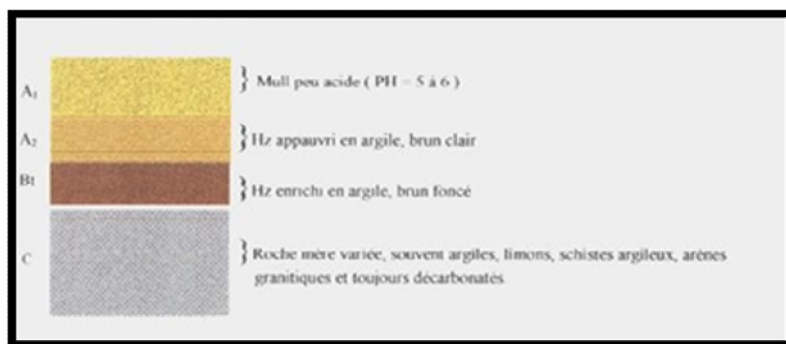 A₁ } Mull peu acide ( PH = 5 à 6 )
A₂ } Hz appauvri en argile, brun clair
Bt } Hz enrichi en argile, brun foncé
C } Roche mère variée, souvent argiles, limons, schistes argileux, arènes
granitiques et toujours décarbonatés